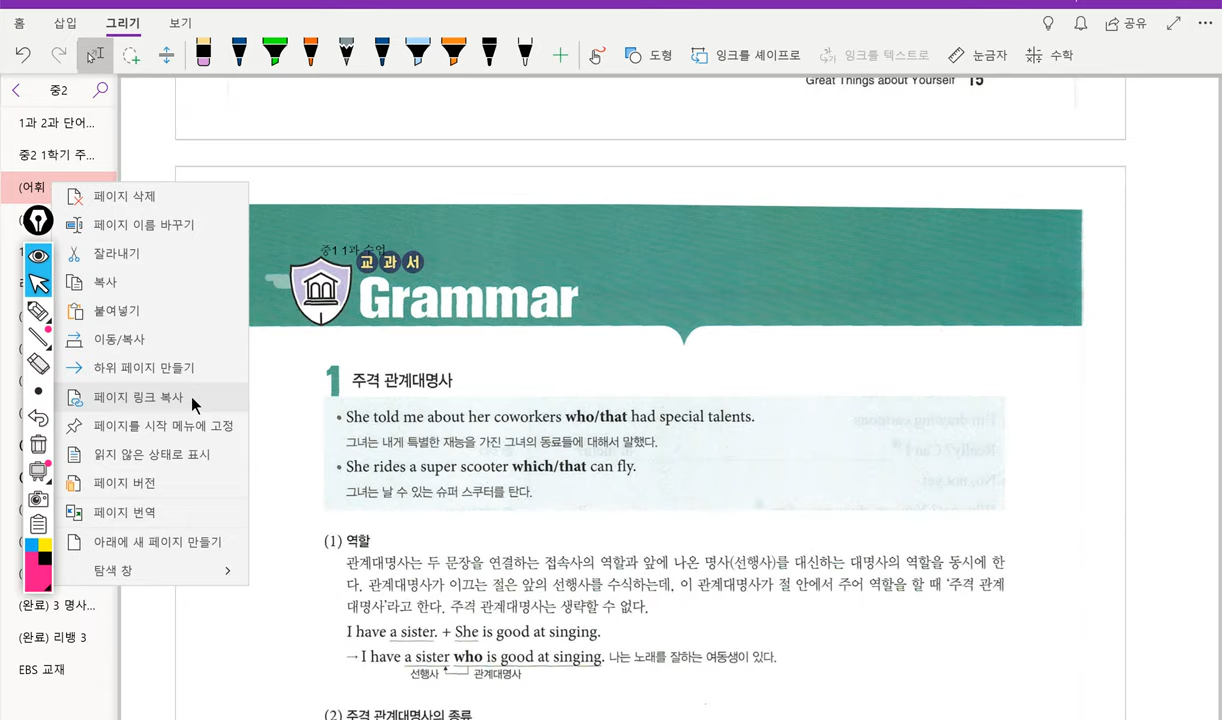 홈 삽입 그리기 보기
공유
도형 잉크를 셰이프로 잉크를 텍스트로 눈금자 수학
중2
1과 2과 단어...
중2 1학기 주...
(어휘
(완료) 3 명사...
(완료) 리뱅 3
EBS 교재
페이지 삭제
페이지 이름 바꾸기
잘라내기
복사
붙여넣기
이동/복사
하위 페이지 만들기
페이지 링크 복사
페이지를 시작 메뉴에 고정
읽지 않은 상태로 표시
페이지 버전
페이지 번역
아래에 새 페이지 만들기
탐색 창
Great Things about Yourself 15
중1 1과 수업
교과서
Grammar
1 주격 관계대명사
• She told me about her coworkers who/that had special talents.
그녀는 내게 특별한 재능을 가진 그녀의 동료들에 대해서 말했다.
• She rides a super scooter which/that can fly.
그녀는 날 수 있는 슈퍼 스쿠터를 탄다.
(1) 역할
관계대명사는 두 문장을 연결하는 접속사의 역할과 앞에 나온 명사(선행사)를 대신하는 대명사의 역할을 동시에 한
다. 관계대명사가 이끄는 절은 앞의 선행사를 수식하는데, 이 관계대명사가 절 안에서 주어 역할을 할 때 '주격 관계
대명사'라고 한다. 주격 관계대명사는 생략할 수 없다.
I have a sister. + She is good at singing.
→ I have a sister who is good at singing. 나는 노래를 잘하는 여동생이 있다.
선행사 관계대명사
(2) 주격 관계대명사의 종류